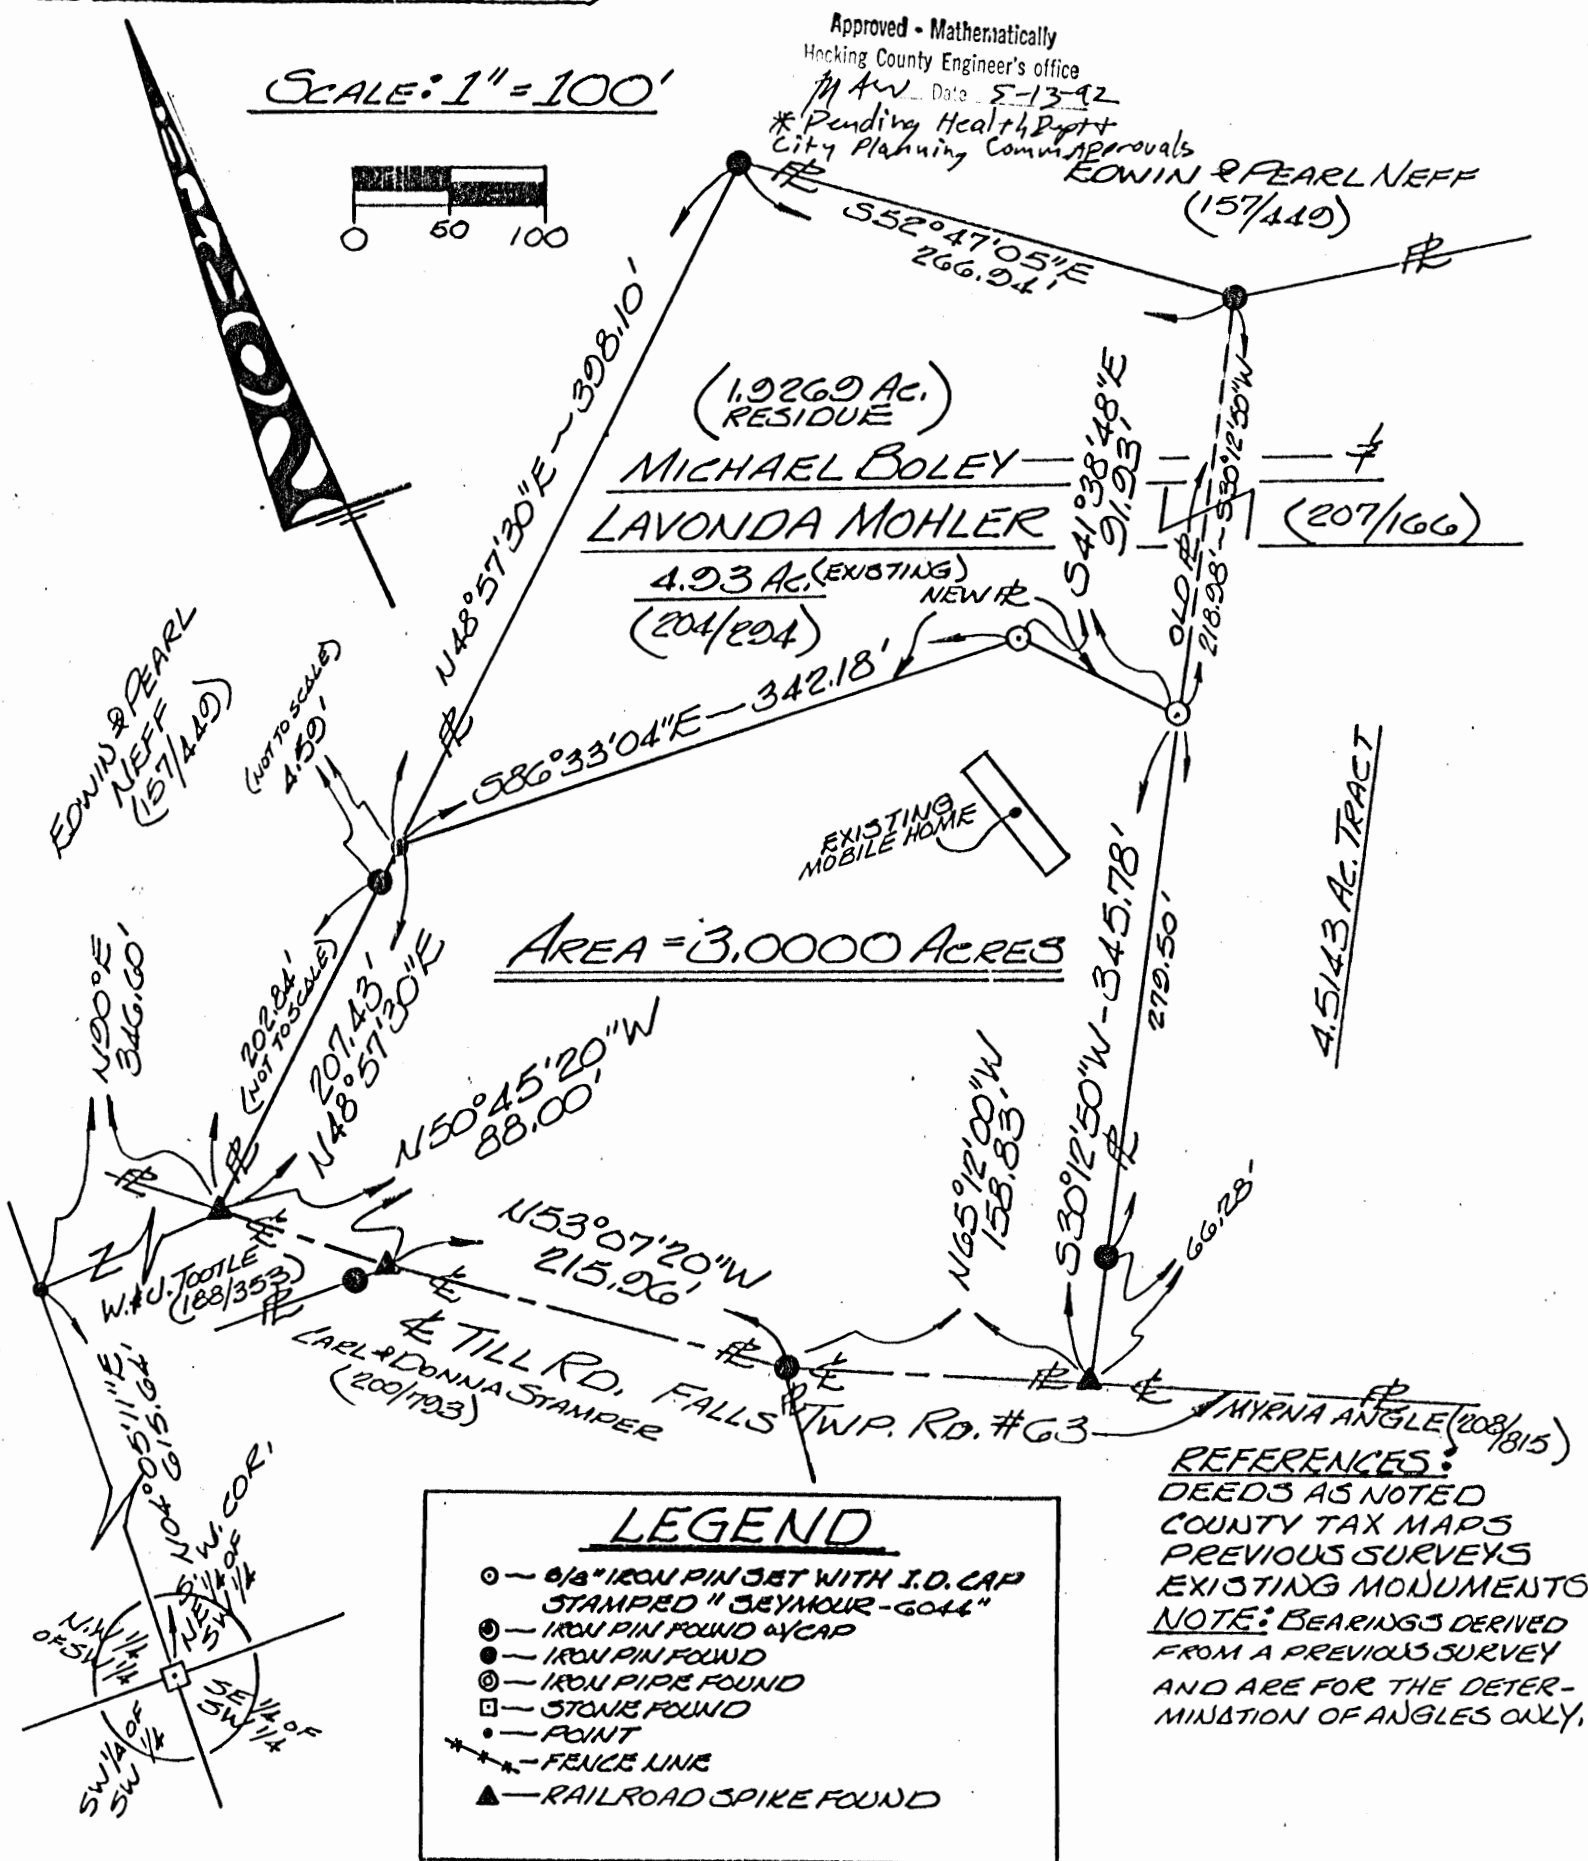 SCALE: 1" = 100'
0 50 100
Approved - Mathematically
Hocking County Engineer's office
Date 5-13-92
* Pending Health Dept +
City Planning Comm Approvals
EDWIN & PEARL NEFF
(157/449)
PL
S52°47'05"E
266.94'
PL
N48°57'30"E ~ 398.10'
(1.9269 Ac.)
RESIDUE
MICHAEL BOLEY
LAVONDA MOHLER
(207/166)
4.93 Ac. (EXISTING)
(204/294)
NEW PL
S41°38'48"E
91.93'
OLD PL
218.98' ~ S30°12'50"W
PL
S86°33'04"E — 342.18'
EDWIN & PEARL
NEFF
(157/449)
(NOT TO SCALE)
4.59'
EXISTING
MOBILE HOME
4.5143 Ac. TRACT
AREA = 3.0000 ACRES
S30°12'50"W - 345.78'
279.50'
PL
66.28'
N90°E
346.60'
202.84'
(NOT TO SCALE)
207.43'
N48°57'30"E
PL
N50°45'20"W
88.00'
N53°07'20"W
215.96'
N65°12'00"W
158.83'
PL
W. & J. TOOTLE
(188/353)
PL
CARL & DONNA STAMPER
(200/793)
℄ TILL RD. FALLS TWP. RD. #63
MYRNA ANGLE (208/815)
N04°05'11"E
615.64'
S.W. COR.
NE 1/4 OF
SW 1/4
N.W. 1/4
OF SW 1/4
SE 1/4 OF
SW 1/4
SW 1/4 OF
SW 1/4
LEGEND
5/8" IRON PIN SET WITH I.D. CAP
STAMPED "SEYMOUR-6044"
IRON PIN FOUND W/CAP
IRON PIN FOUND
IRON PIPE FOUND
STONE FOUND
POINT
FENCE LINE
RAILROAD SPIKE FOUND
REFERENCES:
DEEDS AS NOTED
COUNTY TAX MAPS
PREVIOUS SURVEYS
EXISTING MONUMENTS
NOTE: BEARINGS DERIVED
FROM A PREVIOUS SURVEY
AND ARE FOR THE DETER-
MINATION OF ANGLES ONLY.